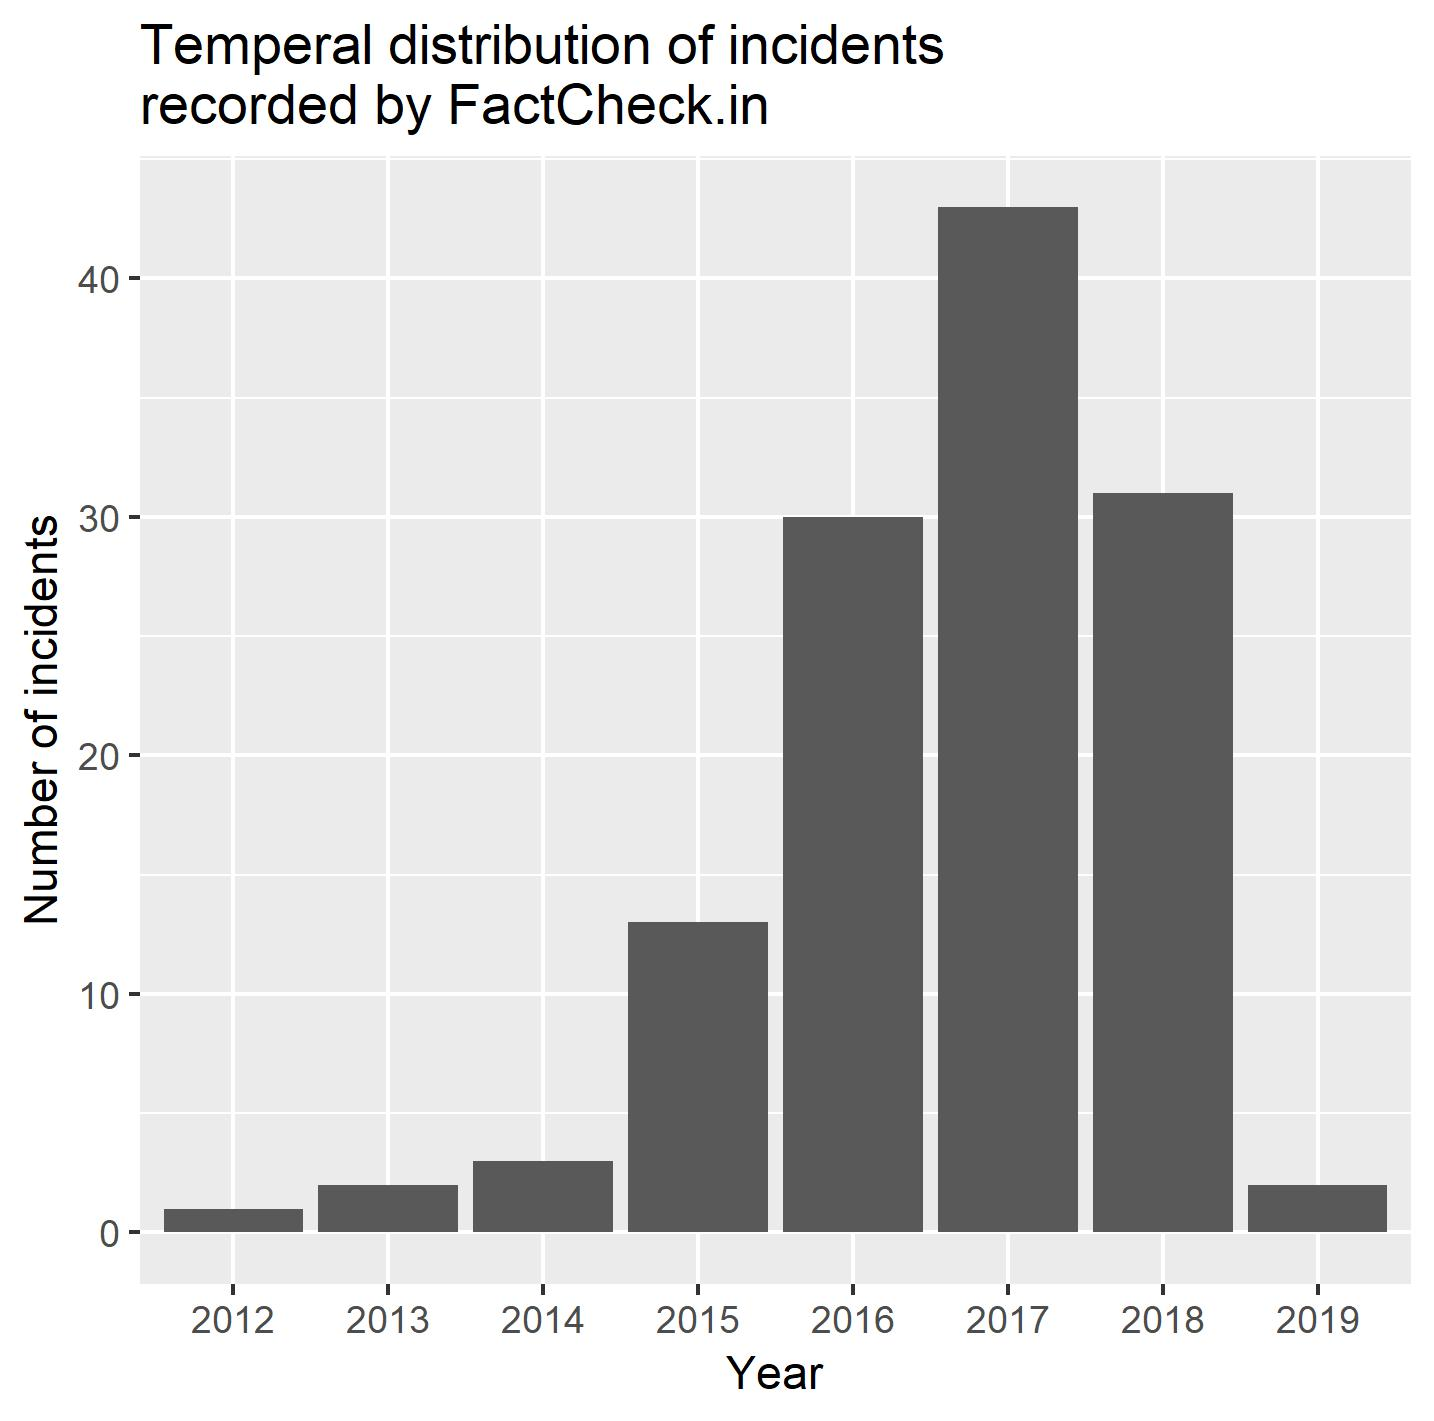 Temperal distribution of incidents
recorded by FactCheck.in
Number of incidents
40
30
20
10
0
2012 2013 2014 2015 2016 2017 2018 2019
Year